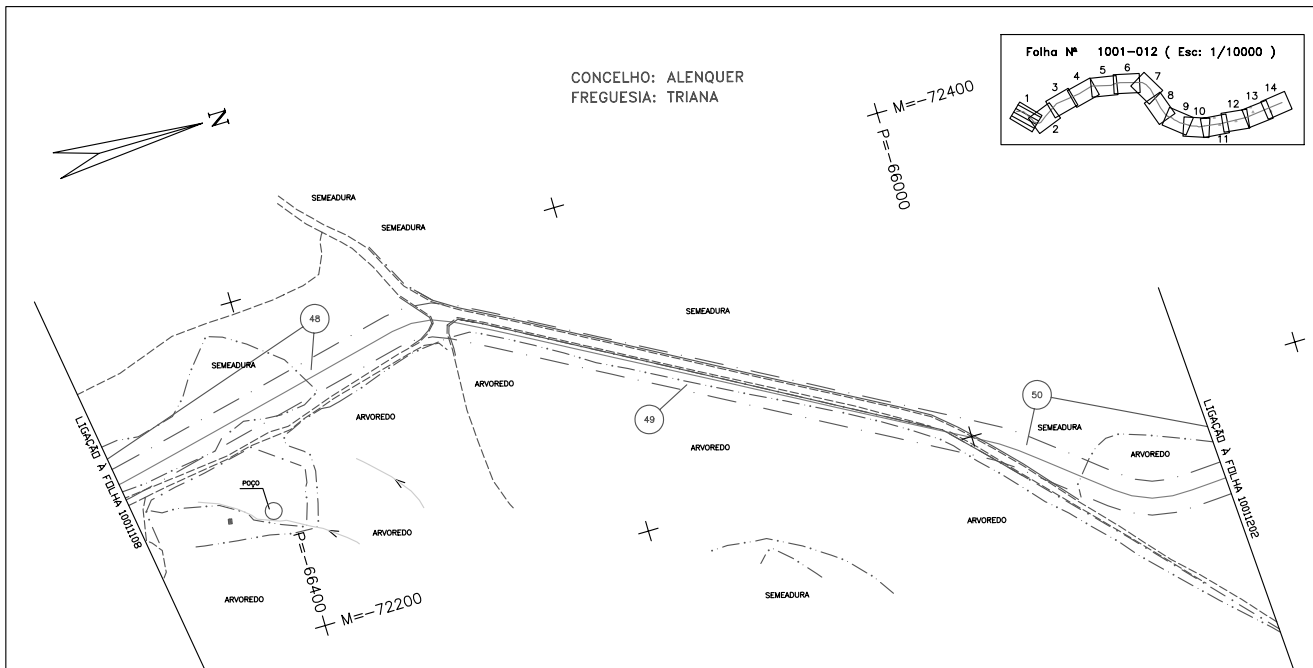 Folha Nº 1001-012 ( Esc: 1/10000 )
1
2
3
4
5
6
7
8
9
10
11
12
13
14
CONCELHO: ALENQUER
FREGUESIA: TRIANA
M=-72400
P=-66000
N
SEMEADURA
SEMEADURA
SEMEADURA
48
SEMEADURA
ARVOREDO
ARVOREDO
49
ARVOREDO
50
SEMEADURA
ARVOREDO
LIGAÇÃO À FOLHA 10011108
LIGAÇÃO À FOLHA 10011202
POÇO
ARVOREDO
ARVOREDO
P=-66400
M=-72200
ARVOREDO
SEMEADURA